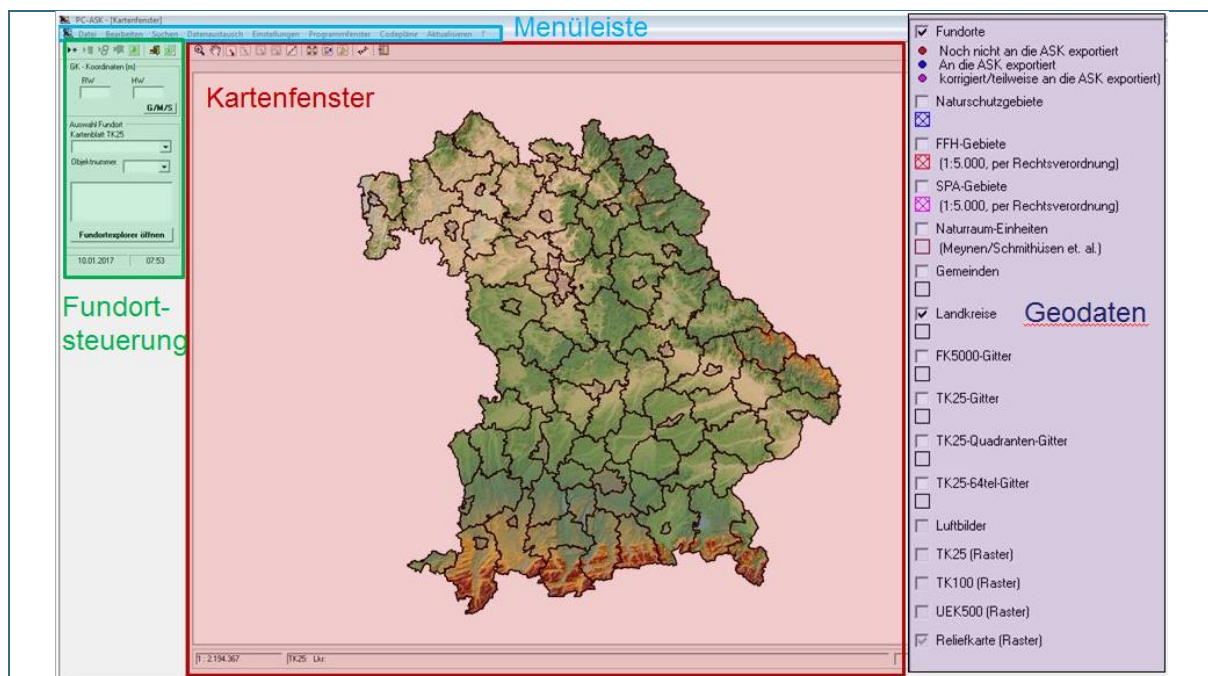 PC-ASK - [Kartenfenster]
Menüleiste
Datei Bearbeiten Suchen Datenaustausch Einstellungen Programmfenster Codepläne Aktualisieren ?
GK - Koordinaten (m)
RW HW
G/M/S
Auswahl Fundort
Kartenblatt TK25
Objektnummer
Fundortexplorer öffnen
10.01.2017 07:53
Fundort-
steuerung
Kartenfenster
1 : 2.194.367
TK25 Lkr.
Fundorte
Noch nicht an die ASK exportiert
An die ASK exportiert
korrigiert/teilweise an die ASK exportiert)
Naturschutzgebiete
FFH-Gebiete
(1:5.000, per Rechtsverordnung)
SPA-Gebiete
(1:5.000, per Rechtsverordnung)
Naturraum-Einheiten
(Meynen/Schmithüsen et. al.)
Gemeinden
Landkreise
Geodaten
FK5000-Gitter
TK25-Gitter
TK25-Quadranten-Gitter
TK25-64tel-Gitter
Luftbilder
TK25 (Raster)
TK100 (Raster)
UEK500 (Raster)
Reliefkarte (Raster)